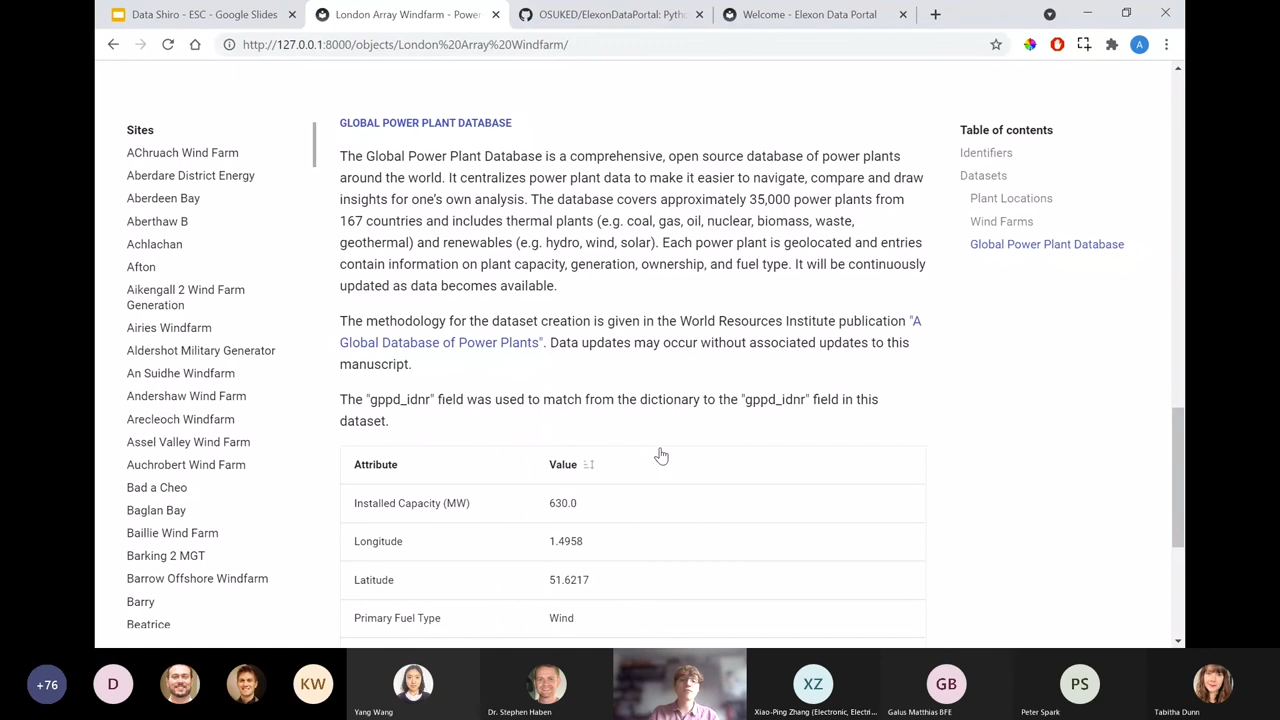 Data Shiro - ESC - Google Slides
London Array Windfarm - Power
OSUKED/ElexonDataPortal: Pytho
Welcome - Elexon Data Portal
http://127.0.0.1:8000/objects/London%20Array%20Windfarm/
A
Sites
AChruach Wind Farm
Aberdare District Energy
Aberdeen Bay
Aberthaw B
Achlachan
Afton
Aikengall 2 Wind Farm
Generation
Airies Windfarm
Aldershot Military Generator
An Suidhe Windfarm
Andershaw Wind Farm
Arecleoch Windfarm
Assel Valley Wind Farm
Auchrobert Wind Farm
Bad a Cheo
Baglan Bay
Baillie Wind Farm
Barking 2 MGT
Barrow Offshore Windfarm
Barry
Beatrice
GLOBAL POWER PLANT DATABASE
The Global Power Plant Database is a comprehensive, open source database of power plants
around the world. It centralizes power plant data to make it easier to navigate, compare and draw
insights for one's own analysis. The database covers approximately 35,000 power plants from
167 countries and includes thermal plants (e.g. coal, gas, oil, nuclear, biomass, waste,
geothermal) and renewables (e.g. hydro, wind, solar). Each power plant is geolocated and entries
contain information on plant capacity, generation, ownership, and fuel type. It will be continuously
updated as data becomes available.
The methodology for the dataset creation is given in the World Resources Institute publication "A
Global Database of Power Plants". Data updates may occur without associated updates to this
manuscript.
The "gppd_idnr" field was used to match from the dictionary to the "gppd_idnr" field in this
dataset.
Attribute Value
Installed Capacity (MW) 630.0
Longitude 1.4958
Latitude 51.6217
Primary Fuel Type Wind
Table of contents
Identifiers
Datasets
Plant Locations
Wind Farms
Global Power Plant Database
+76
D
KW
XZ
GB
PS
Yang Wang
Dr. Stephen Haben
Xiao-Ping Zhang (Electronic, Electri...
Galus Matthias BFE
Peter Spark
Tabitha Dunn